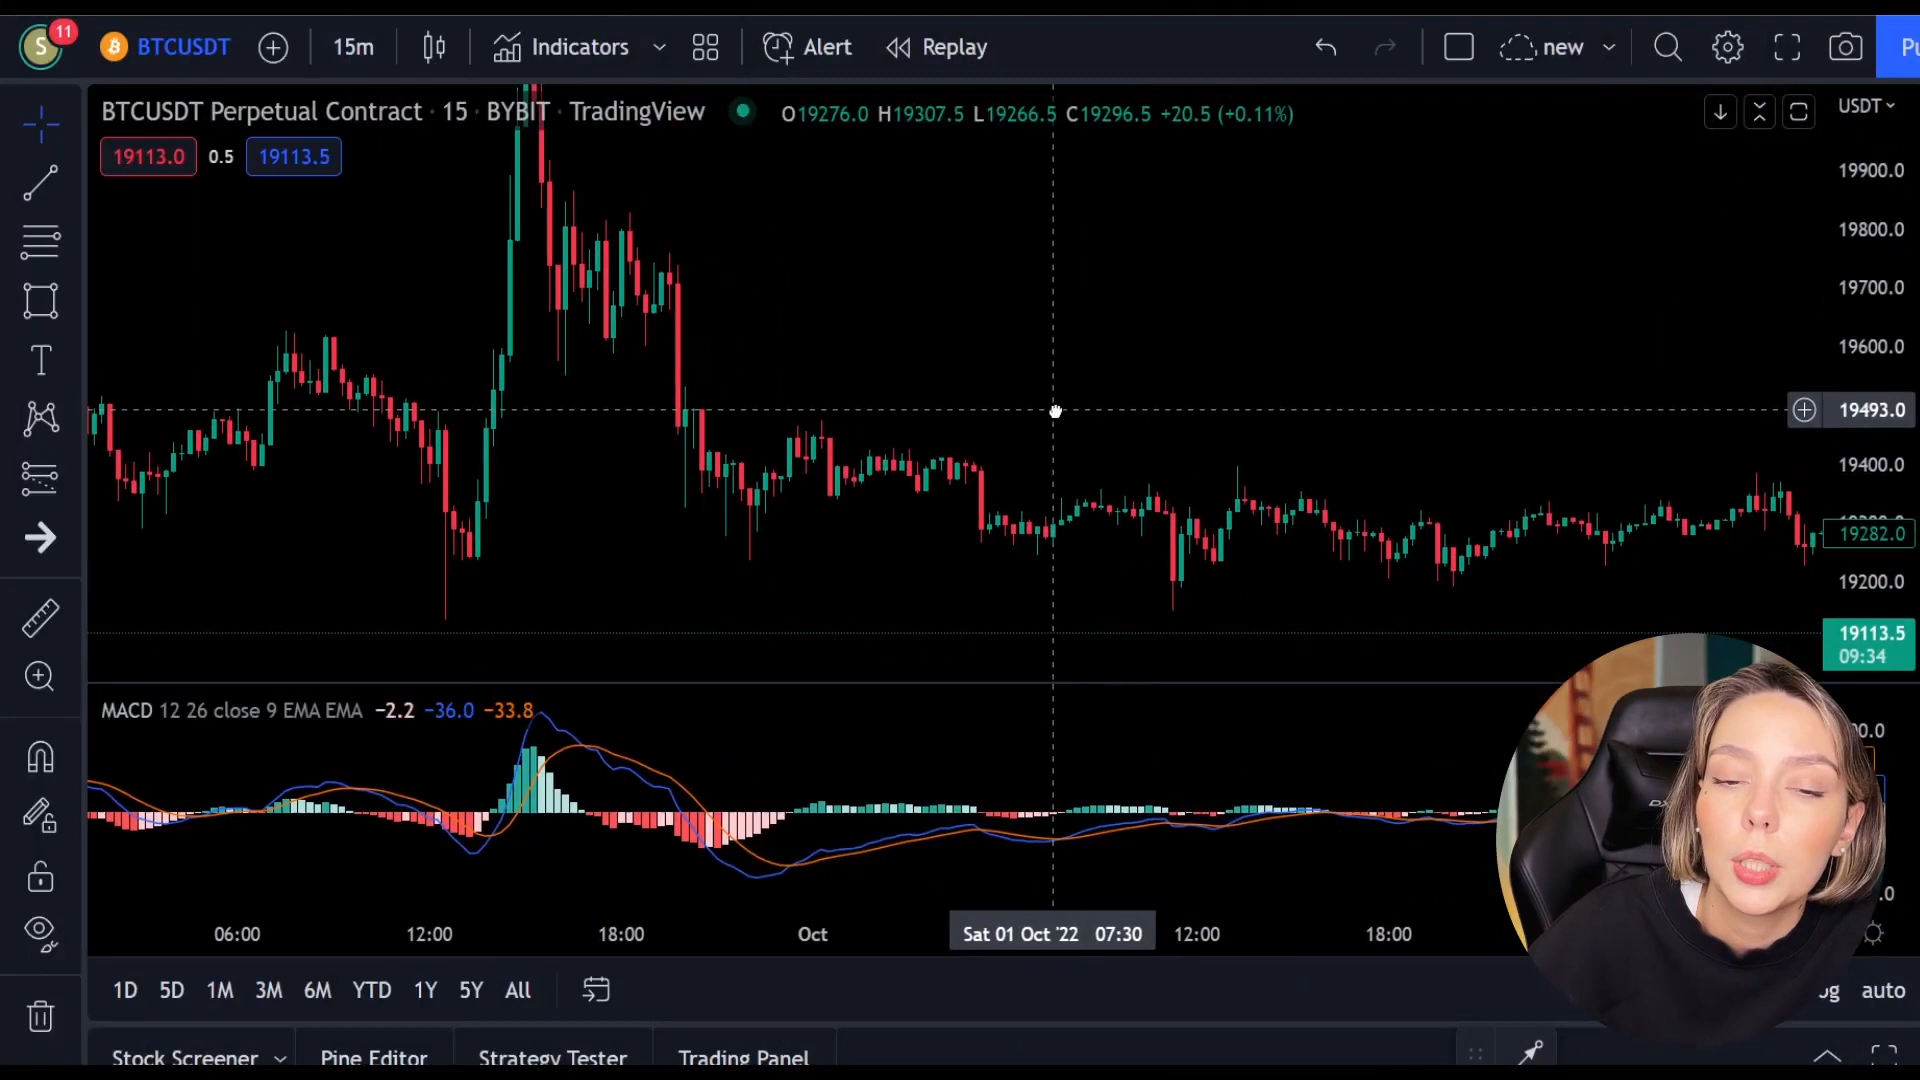 S 11 BTCUSDT 15m Indicators Alert Replay new
BTCUSDT Perpetual Contract · 15 · BYBIT · TradingView O19276.0 H19307.5 L19266.5 C19296.5 +20.5 (+0.11%) USDT
19113.0 0.5 19113.5
19900.0
19800.0
19700.0
19600.0
19493.0
19400.0
19282.0
19200.0
19113.5
09:34
MACD 12 26 close 9 EMA EMA −2.2 −36.0 −33.8
06:00 12:00 18:00 Oct Sat 01 Oct '22 07:30 12:00 18:00
1D 5D 1M 3M 6M YTD 1Y 5Y All auto
Stock Screener Pine Editor Strategy Tester Trading Panel